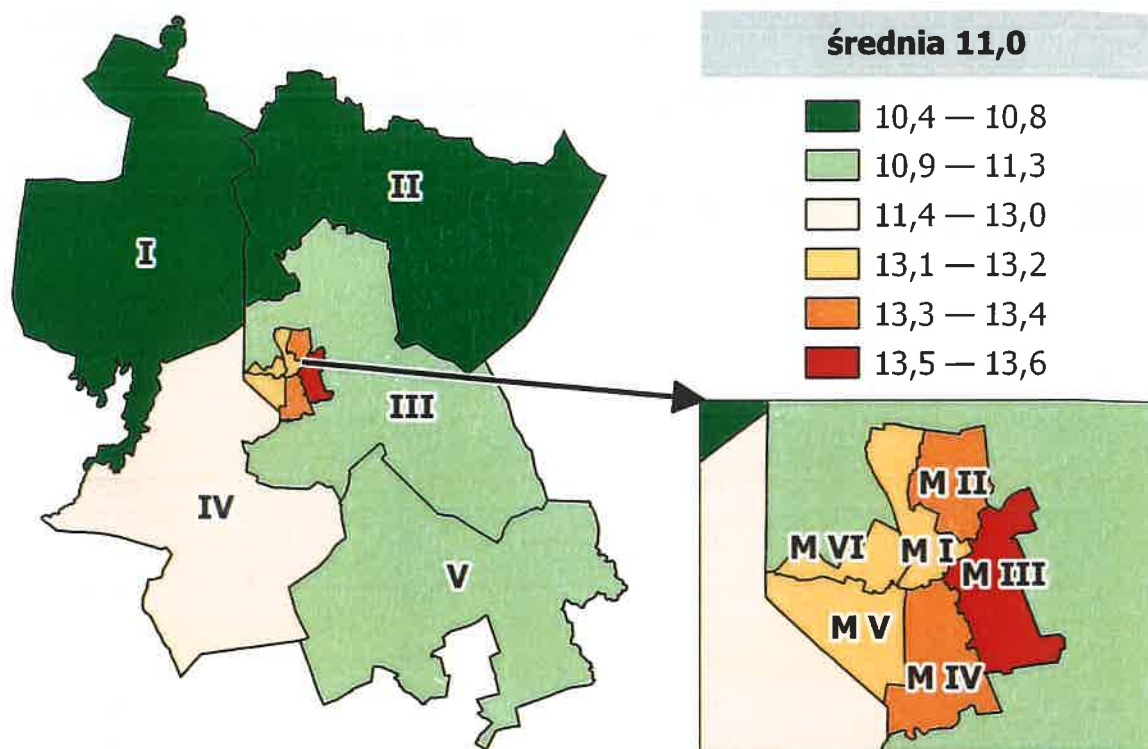 średnia 11,0
10,4 — 10,8
10,9 — 11,3
11,4 — 13,0
13,1 — 13,2
13,3 — 13,4
13,5 — 13,6
I
II
III
IV
V
M II
M VI
M I
M III
M V
M IV